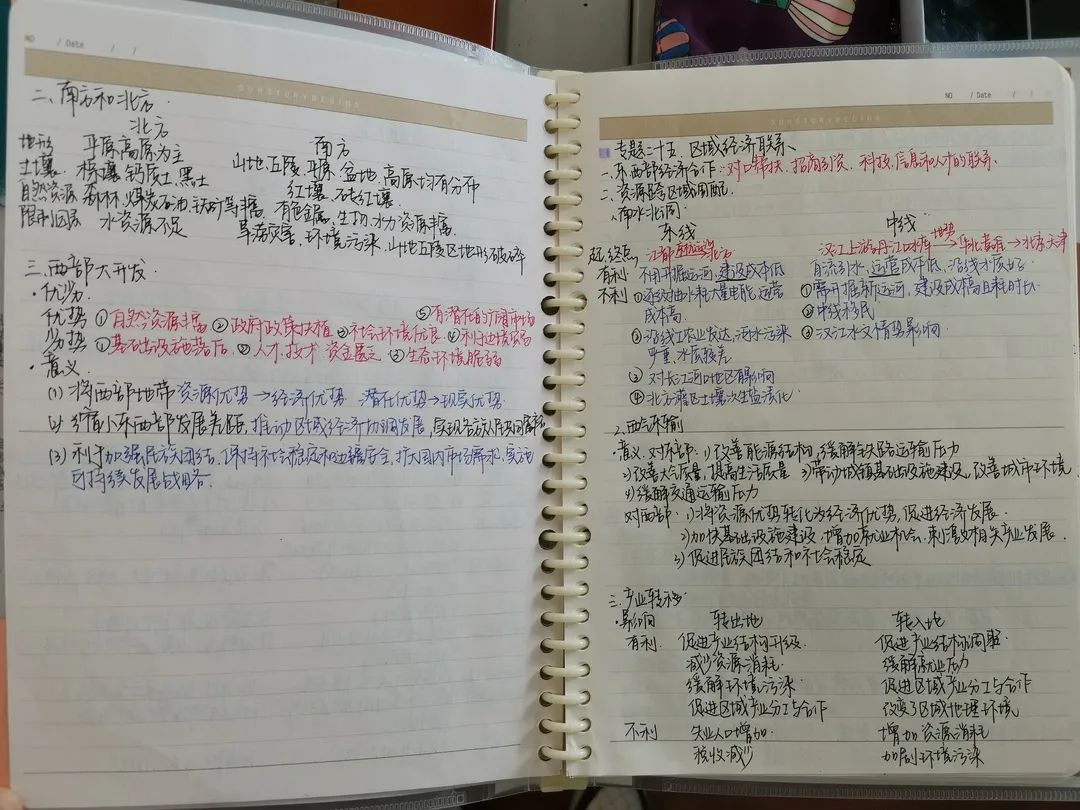 NO / Date / /
OURSTORYBEGINS
二、南方和北方.
北方 南方
地形 平原高原为主 山地、丘陵、平原、盆地、高原均有分布
土壤 棕壤、钙质土、黑土 红壤、砖红壤.
自然资源 森林、煤炭石油、铁矿等丰富 有色金属、生物、水力资源丰富.
限制因素 水资源不足 旱涝灾害、环境污染、山地丘陵区地形破碎
三、西部大开发.
·优劣
优势 ①自然资源丰富 ②政府政策扶植 ③社会环境 ④利边境贸易 ⑤有潜在的广阔市场
劣势 ①基础设施落后. ②人才、技术、资金匮乏 ③生态环境脆弱
·意义.
(1) 将西部地带资源优势→经济优势 潜在优势→现实优势.
(2) 缩小东西部发展差距,推动区域经济协调发展,实现各方人民共同富裕
(3) 利于加强民族团结,保持社会稳定和边疆安全,扩大国内市场需求,实施
可持续发展战略.
NO / Date / /
OURSTORYBEGINS
专题二十五 区域经济联系、
一、东西部经济合作:对口帮扶、招商引资、科技、信息和人才的联系、
二、资源跨区域调配.
1、南水北调.
东线 中线
起、终点 江都 京杭运河→北方 汉江上游丹江口水库 地势→华北 →北京天津
有利 不用开掘运河,建设成本低 自流引水,运营成本低,沿线水质好
不利 ①逐级抽水耗大量电能,运营 ①需开掘新运河,建设成本高且耗时长
成本高. ②中线移民
②沿线工农业发达,河水污染 ③汉江水文情势影响
严重,水质较差
③对长江河口地区有影响
④北方灌区土壤次生盐渍化
2、西气东输
·意义.对东部:1)改善能源结构,缓解铁路运输压力
2)改善大气质量,提高生活质量 3)带动城镇基础设施建设,改善城市环境
4)缓解交通运输压力
对西部:1)将资源优势转化为经济优势,促进经济发展.
2)加快基础设施建设,增加就业机会,刺激相关产业发展.
3)促进民族团结和社会稳定
三、产业转移.
·影响 转出地 转入地
有利. 促进产业结构升级 促进产业结构调整.
减少资源消耗. 缓解就业压力
缓解环境污染. 促进区域产业分工与合作
促进区域产业分工与合作 改变了区域地理环境
不利 失业人口增加. 增加资源消耗
税收减少 加剧环境污染